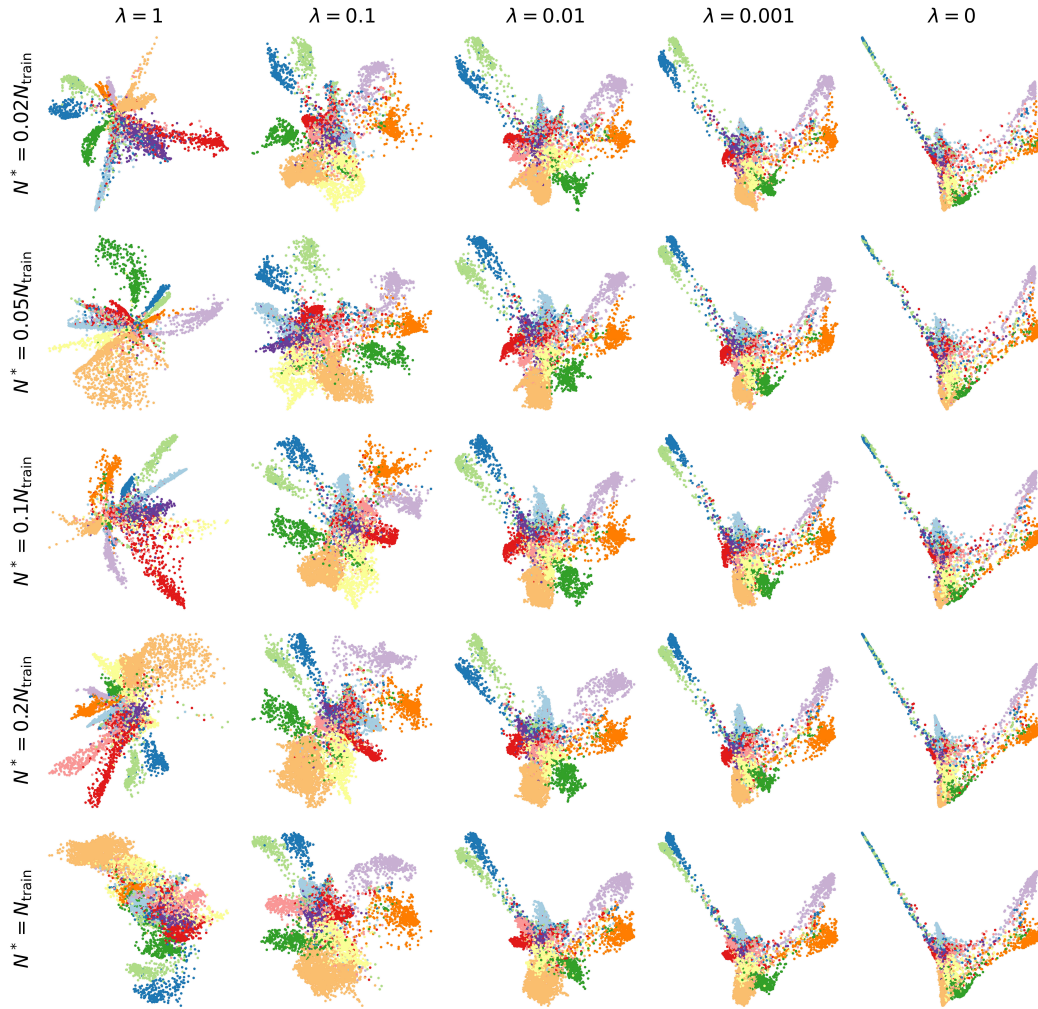 λ = 1
λ = 0.1
λ = 0.01
λ = 0.001
λ = 0
N* = 0.02N_train
N* = 0.05N_train
N* = 0.1N_train
N* = 0.2N_train
N* = N_train